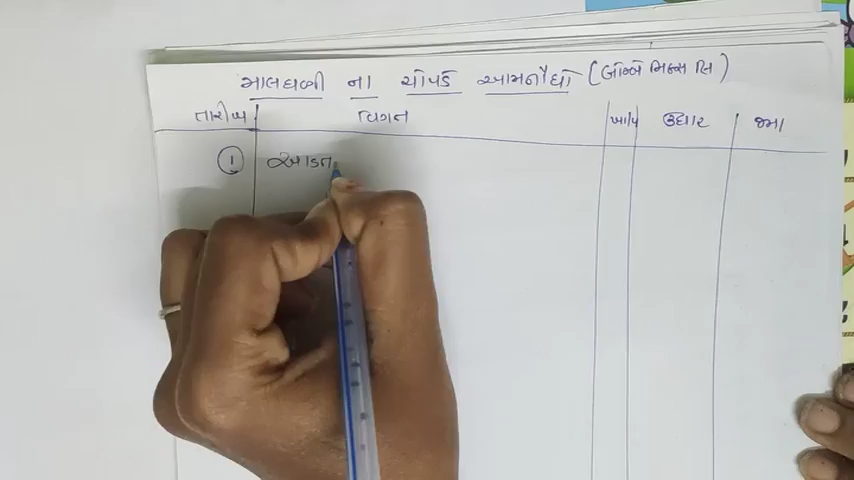 માલધણી ના ચોપડે આમનોંધો (બોમ્બે મિલ્સ લિ)
તારીખ વિગત ખા/પા ઉધાર જમા
① આડત